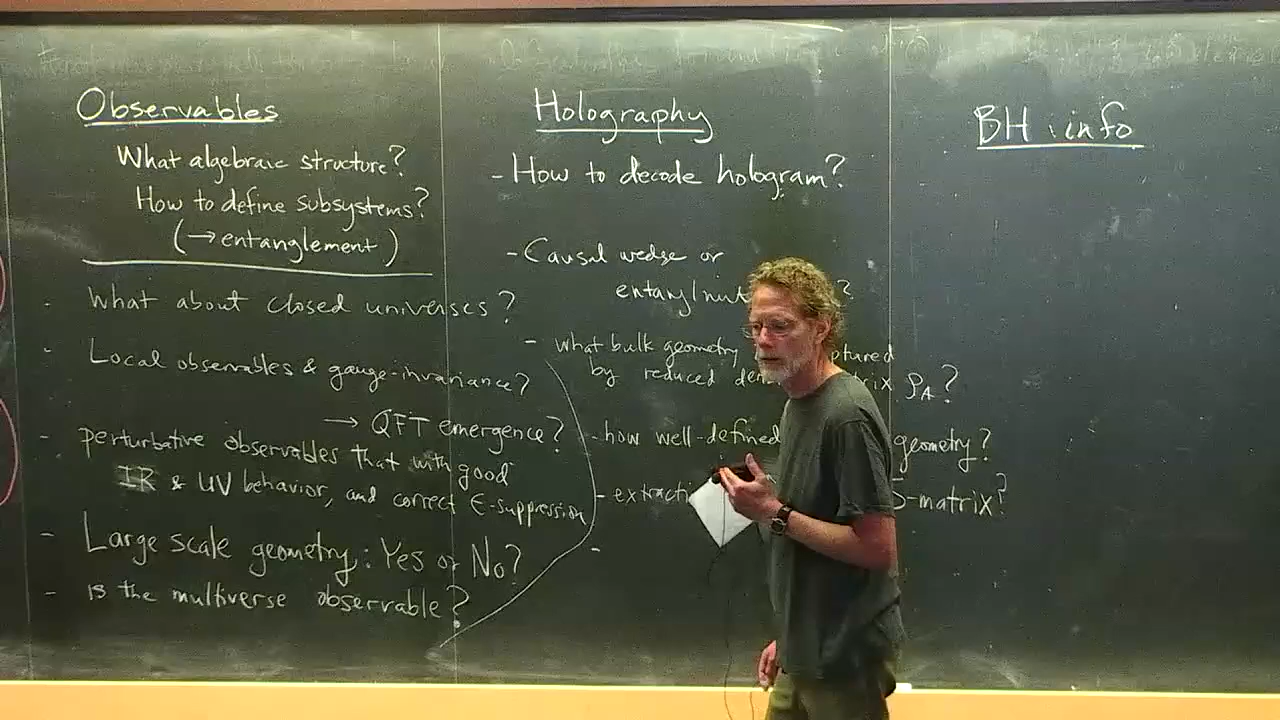 Observables
What algebraic structure?
How to define subsystems?
(→ entanglement)
- What about closed universes?
- Local observables & gauge-invariance?
→ QFT emergence?
- perturbative observables that with good
IR & UV behavior, and correct ϵ-suppression
- Large scale geometry: Yes or No?
- is the multiverse observable?
Holography
- How to decode hologram?
- Causal wedge or
?
- what bulk geometry
by reduced ρ_A?
- how well-defined geometry?
- S-matrix?
-
BH info